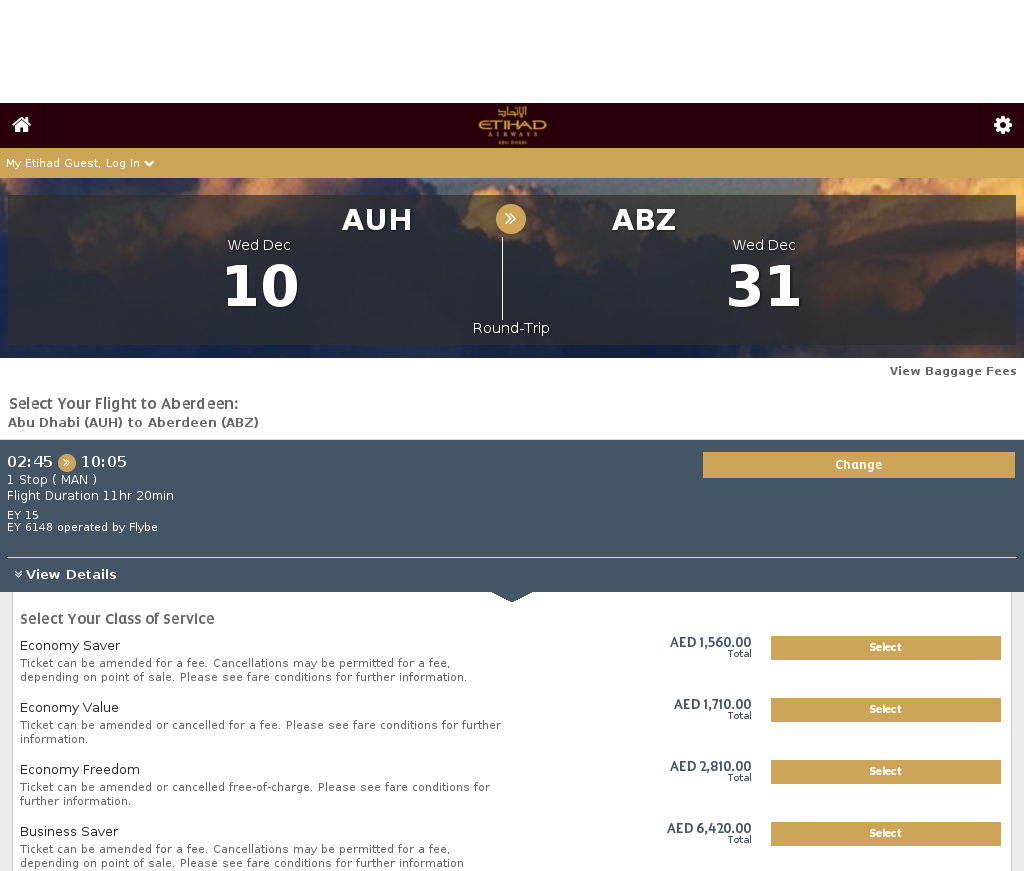 الإتحاد
ETIHAD
AIRWAYS
ABU DHABI
My Etihad Guest, Log In
AUH
ABZ
Wed Dec
10
Wed Dec
31
Round-Trip
View Baggage Fees
Select Your Flight to Aberdeen:
Abu Dhabi (AUH) to Aberdeen (ABZ)
02:45 10:05
Change
1 Stop ( MAN )
Flight Duration 11hr 20min
EY 15
EY 6148 operated by Flybe
View Details
Select Your Class of Service
Economy Saver
AED 1,560.00
Total
Select
Ticket can be amended for a fee. Cancellations may be permitted for a fee,
depending on point of sale. Please see fare conditions for further information.
Economy Value
AED 1,710.00
Total
Select
Ticket can be amended or cancelled for a fee. Please see fare conditions for further
information.
Economy Freedom
AED 2,810.00
Total
Select
Ticket can be amended or cancelled free-of-charge. Please see fare conditions for
further information.
Business Saver
AED 6,420.00
Total
Select
Ticket can be amended for a fee. Cancellations may be permitted for a fee,
depending on point of sale. Please see fare conditions for further information